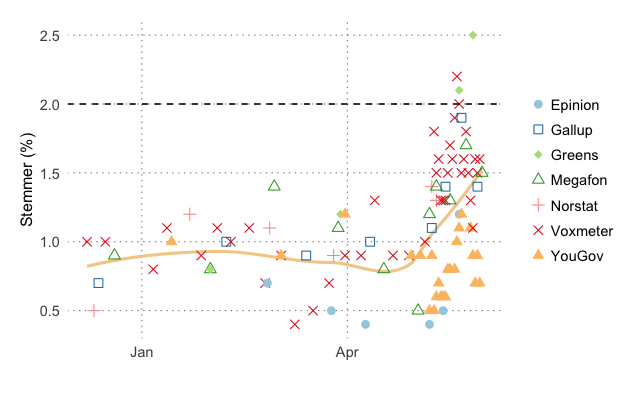 2.5
2.0
1.5
1.0
0.5
Stemmer (%)
Jan
Apr
Epinion
Gallup
Greens
Megafon
Norstat
Voxmeter
YouGov